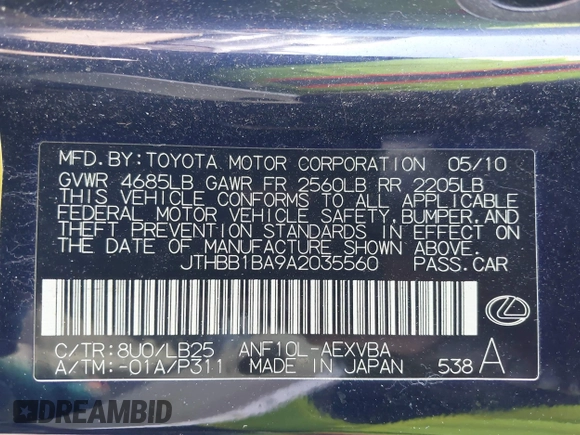 MFD.BY:TOYOTA MOTOR CORPORATION 05/10
GVWR 4685LB GAWR FR 2560LB RR 2205LB
THIS VEHICLE CONFORMS TO ALL APPLICABLE
FEDERAL MOTOR VEHICLE SAFETY,BUMPER,AND
THEFT PREVENTION STANDARDS IN EFFECT ON
THE DATE OF MANUFACTURE SHOWN ABOVE.
JTHBB1BA9A2035560 PASS.CAR
C/TR:8U0/LB25 ANF10L-AEXVBA
A/TM:-01A/P311 MADE IN JAPAN 538 A
DREAMBID